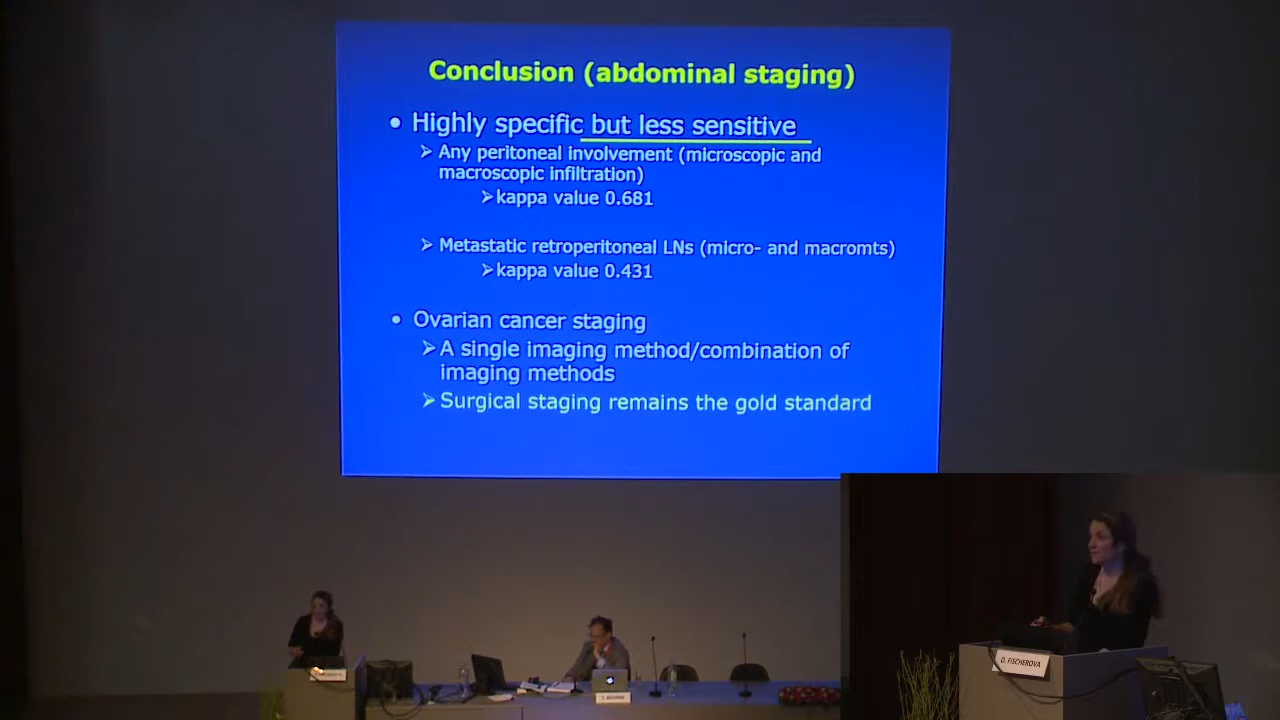 Conclusion (abdominal staging)
• Highly specific but less sensitive
➢ Any peritoneal involvement (microscopic and
macroscopic infiltration)
➢ kappa value 0.681
➢ Metastatic retroperitoneal LNs (micro- and macromts)
➢ kappa value 0.431
• Ovarian cancer staging
➢ A single imaging method/combination of
imaging methods
➢ Surgical staging remains the gold standard
D. FISCHEROVA